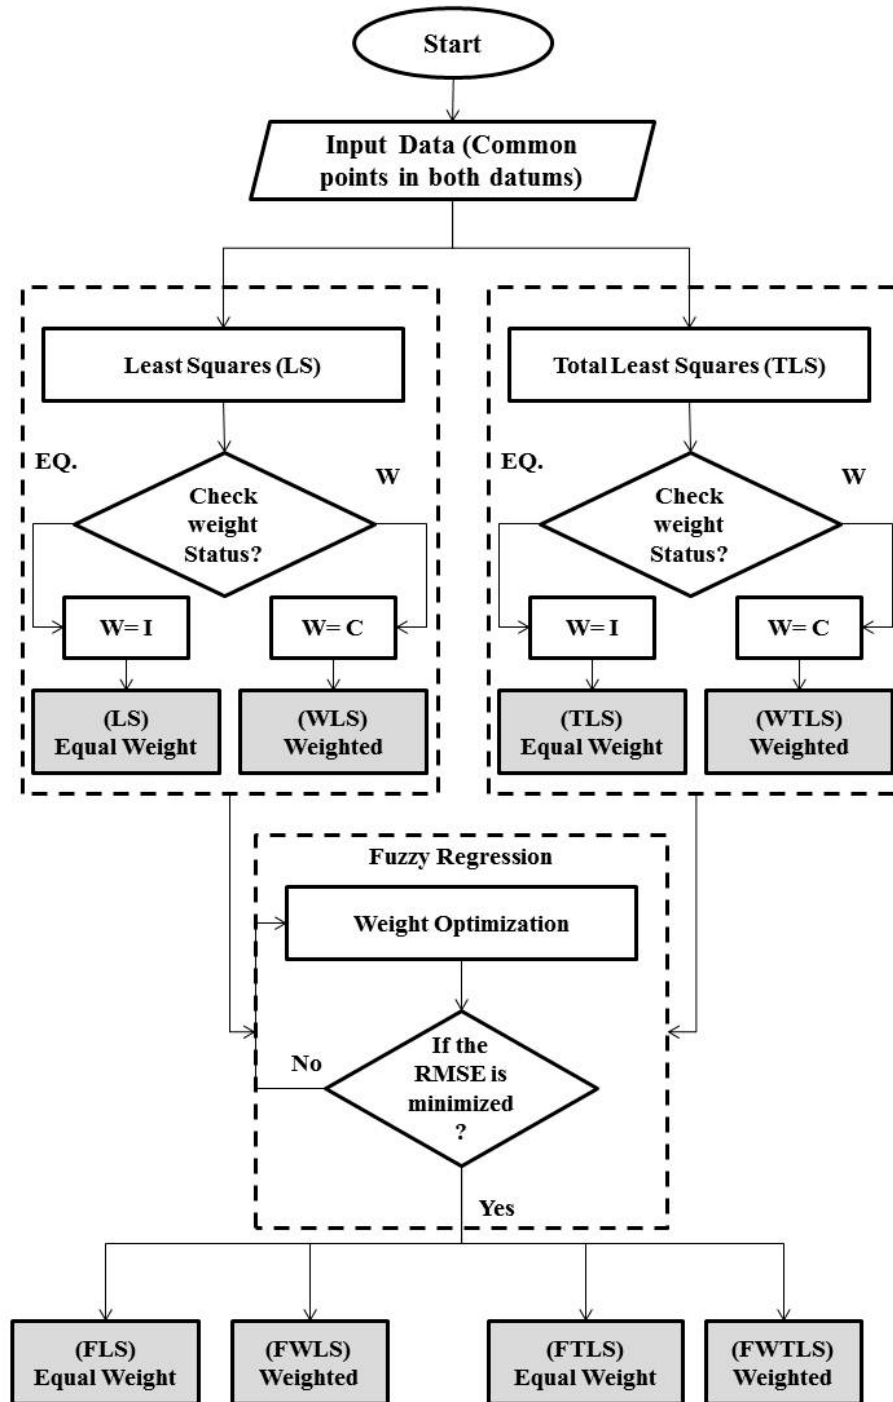 Start
Input Data (Common
points in both datums)
Least Squares (LS)
EQ.
W
Check
weight
Status?
W= I
W= C
(LS)
Equal Weight
(WLS)
Weighted
Total Least Squares (TLS)
EQ.
W
Check
weight
Status?
W= I
W= C
(TLS)
Equal Weight
(WTLS)
Weighted
Fuzzy Regression
Weight Optimization
No
If the
RMSE is
minimized
?
Yes
(FLS)
Equal Weight
(FWLS)
Weighted
(FTLS)
Equal Weight
(FWTLS)
Weighted